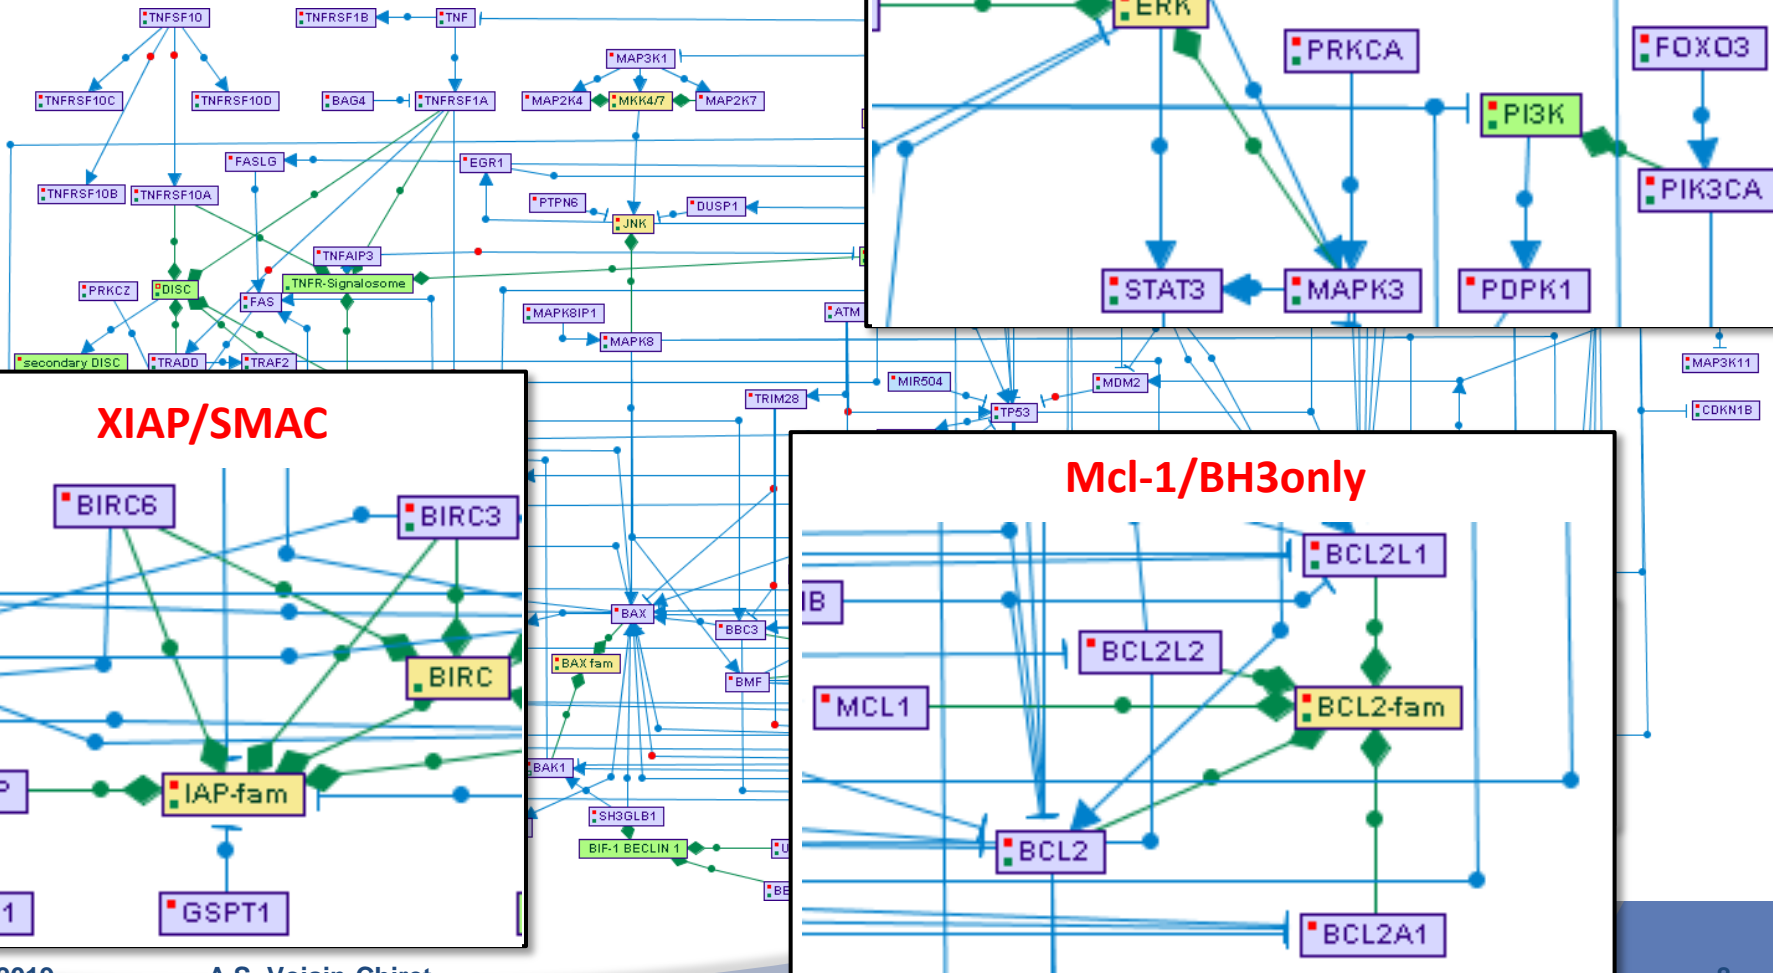 TNFSF10
TNFRSF1B
TNF
ERK
PRKCA
FOXO3
MAP3K1
TNFRSF10C
TNFRSF10D
BAG4
TNFRSF1A
MAP2K4
MKK4/7
MAP2K7
PI3K
FASLG
EGR1
PIK3CA
TNFRSF10B
TNFRSF10A
PTPN6
DUSP1
JNK
TNFAIP3
PRKCZ
DISC
TNFR-Signalosome
FAS
STAT3
MAPK3
PDPK1
MAPK8IP1
ATM
MAPK8
secondary DISC
TRADD
TRAF2
MAP3K11
MIR504
MDM2
TRIM28
TP53
CDKN1B
XIAP/SMAC
Mcl-1/BH3only
BIRC6
BIRC3
BCL2L1
BAX
BBC3
BCL2L2
BAX fam
BIRC
BMF
MCL1
BCL2-fam
BAK1
IAP-fam
SH3GLB1
BIF-1 BECLIN 1
BCL2
GSPT1
BCL2A1